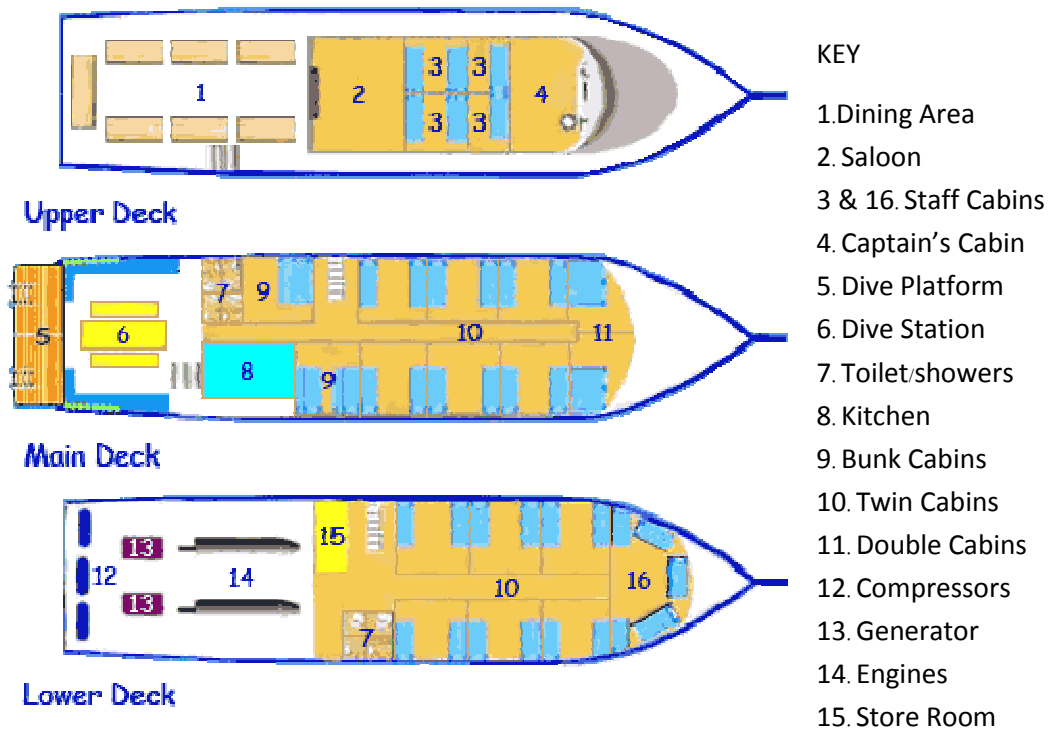 1
2
3
3
3
3
4
Upper Deck
5
6
7
9
8
9
10
11
Main Deck
12
13
13
14
15
7
10
16
Lower Deck
KEY
1.Dining Area
2. Saloon
3 & 16. Staff Cabins
4. Captain’s Cabin
5. Dive Platform
6. Dive Station
7. Toilet/showers
8. Kitchen
9. Bunk Cabins
10. Twin Cabins
11. Double Cabins
12. Compressors
13. Generator
14. Engines
15. Store Room